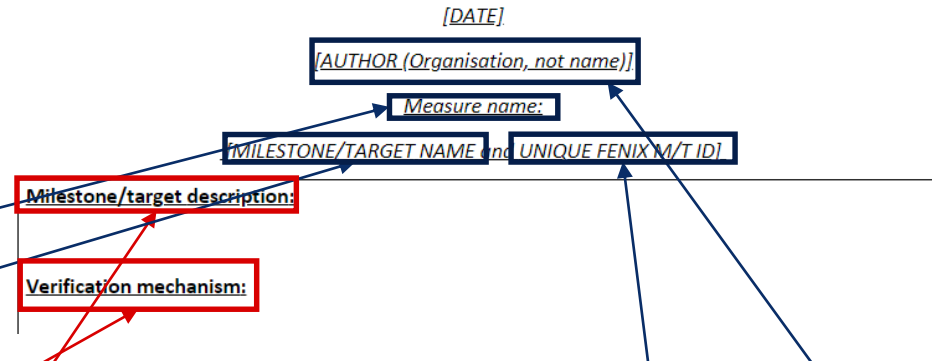 [DATE]
[AUTHOR (Organisation, not name)]
Measure name:
[MILESTONE/TARGET NAME and UNIQUE FENIX M/T ID]
Milestone/target description:
Verification mechanism: